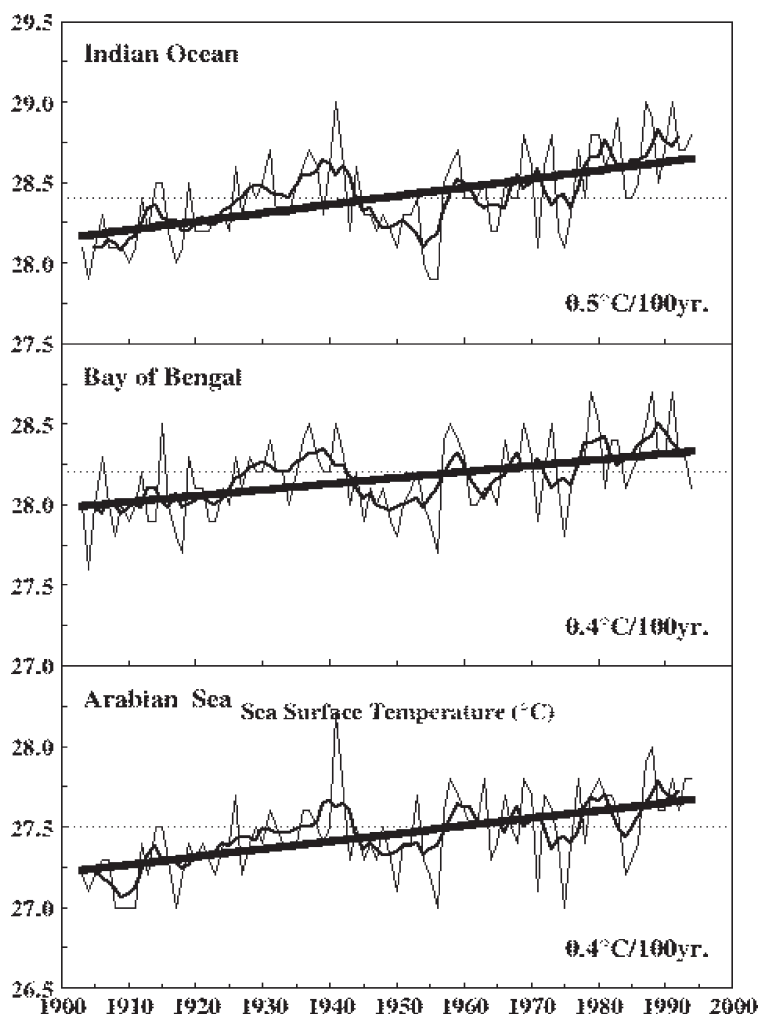 29.5
Indian Ocean
29.0
28.5
28.0
0.5°C/100yr.
27.5
Bay of Bengal
28.5
28.0
27.5
0.4°C/100yr.
27.0
Arabian Sea
Sea Surface Temperature (°C)
28.0
27.5
27.0
0.4°C/100yr.
26.5
1900 1910 1920 1930 1940 1950 1960 1970 1980 1990 2000